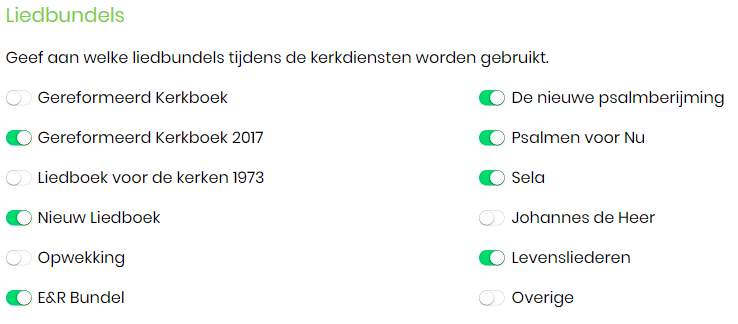 Liedbundels
Geef aan welke liedbundels tijdens de kerkdiensten worden gebruikt.
Gereformeerd Kerkboek
Gereformeerd Kerkboek 2017
Liedboek voor de kerken 1973
Nieuw Liedboek
Opwekking
E&R Bundel
De nieuwe psalmberijming
Psalmen voor Nu
Sela
Johannes de Heer
Levensliederen
Overige